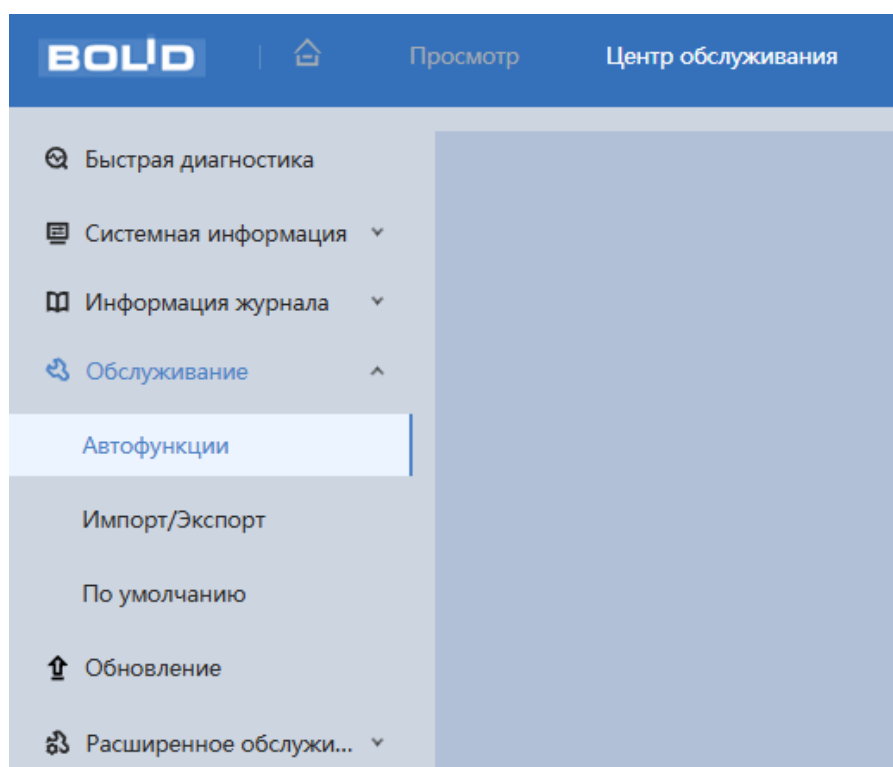 BOLID
Просмотр
Центр обслуживания
Быстрая диагностика
Системная информация
Информация журнала
Обслуживание
Автофункции
Импорт/Экспорт
По умолчанию
Обновление
Расширенное обслужи...